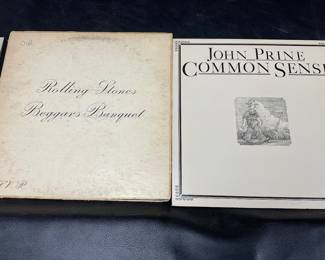 Rolling Stones
Beggars Banquet
R.S.V.P.
JOHN PRINE
COMMON SENSE